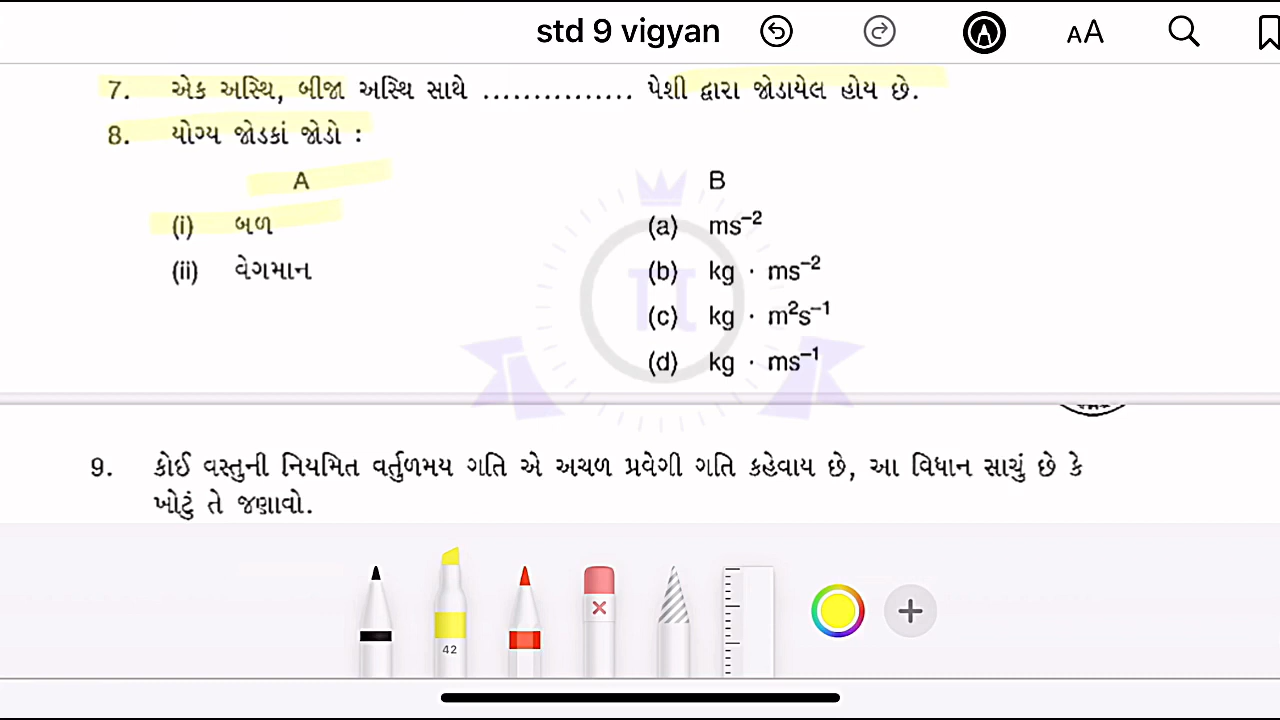 std 9 vigyan AA
7. એક અસ્થિ, બીજા અસ્થિ સાથે ............... પેશી દ્વારા જોડાયેલ હોય છે.
8. યોગ્ય જોડકાં જોડો :
A B
(i) બળ (a) ms⁻²
(ii) વેગમાન (b) kg · ms⁻²
(c) kg · m²s⁻¹
(d) kg · ms⁻¹
9. કોઈ વસ્તુની નિયમિત વર્તુળમય ગતિ એ અચળ પ્રવેગી ગતિ કહેવાય છે, આ વિધાન સાચું છે કે
ખોટું તે જણાવો.
42